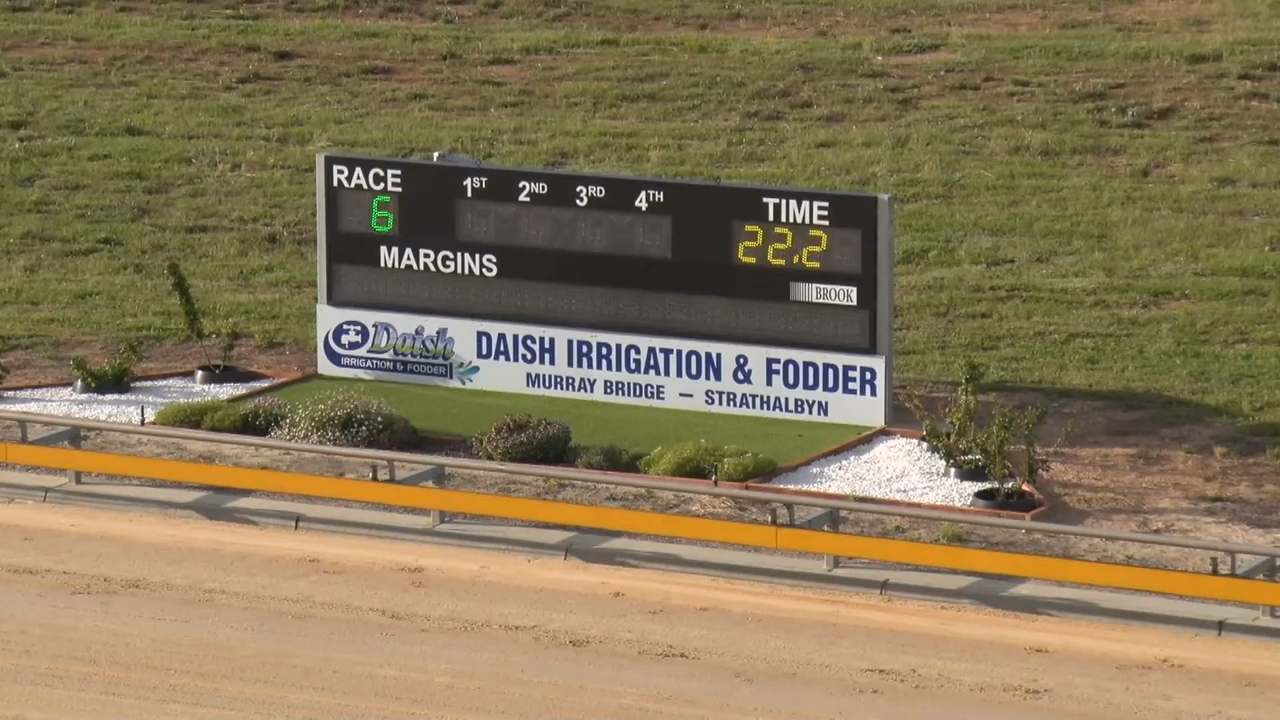 RACE 1ST 2ND 3RD 4TH TIME
6 22.2
MARGINS
BROOK
Daish
IRRIGATION & FODDER
DAISH IRRIGATION & FODDER
MURRAY BRIDGE — STRATHALBYN